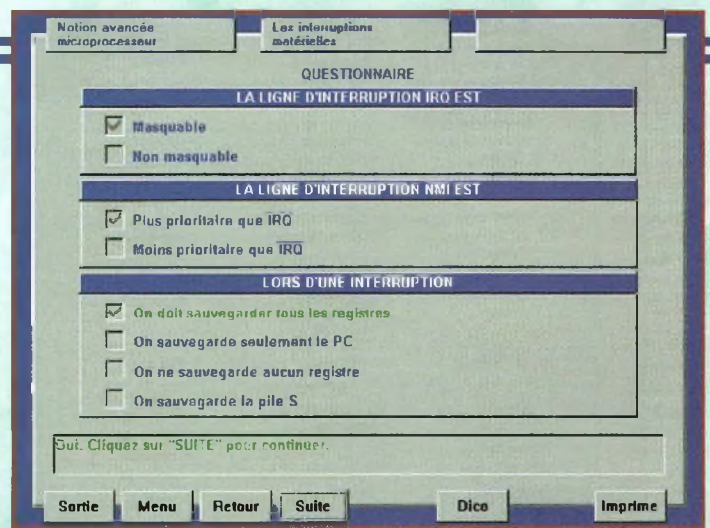 Notion avancée
microprocesseur
Les interruptions
matérielles
QUESTIONNAIRE
LA LIGNE D'INTERRUPTION IRQ EST
Masquable
Non masquable
LA LIGNE D'INTERRUPTION NMI EST
Plus prioritaire que IRQ
Moins prioritaire que IRQ
LORS D'UNE INTERRUPTION
On doit sauvegarder tous les registres
On sauvegarde seulement le PC
On ne sauvegarde aucun registre
On sauvegarde la pile S
Oui. Cliquez sur "SUITE" pour continuer.
Sortie Menu Retour Suite Dico Imprime